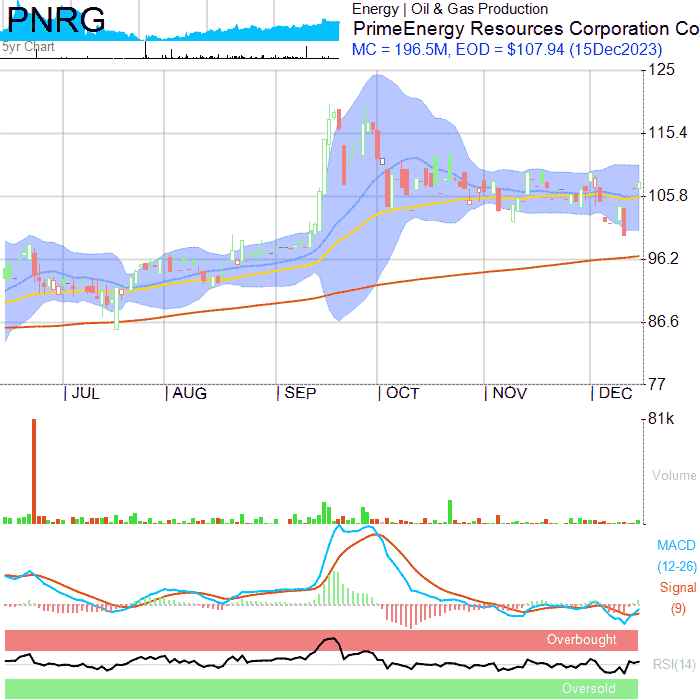 PNRG
5yr Chart
Energy | Oil & Gas Production
PrimeEnergy Resources Corporation Co
MC = 196.5M, EOD = $107.94 (15Dec2023)
125
115.4
105.8
96.2
86.6
77
JUL
AUG
SEP
OCT
NOV
DEC
81k
Volume
MACD
(12-26)
Signal
(9)
Overbought
RSI(14)
Oversold